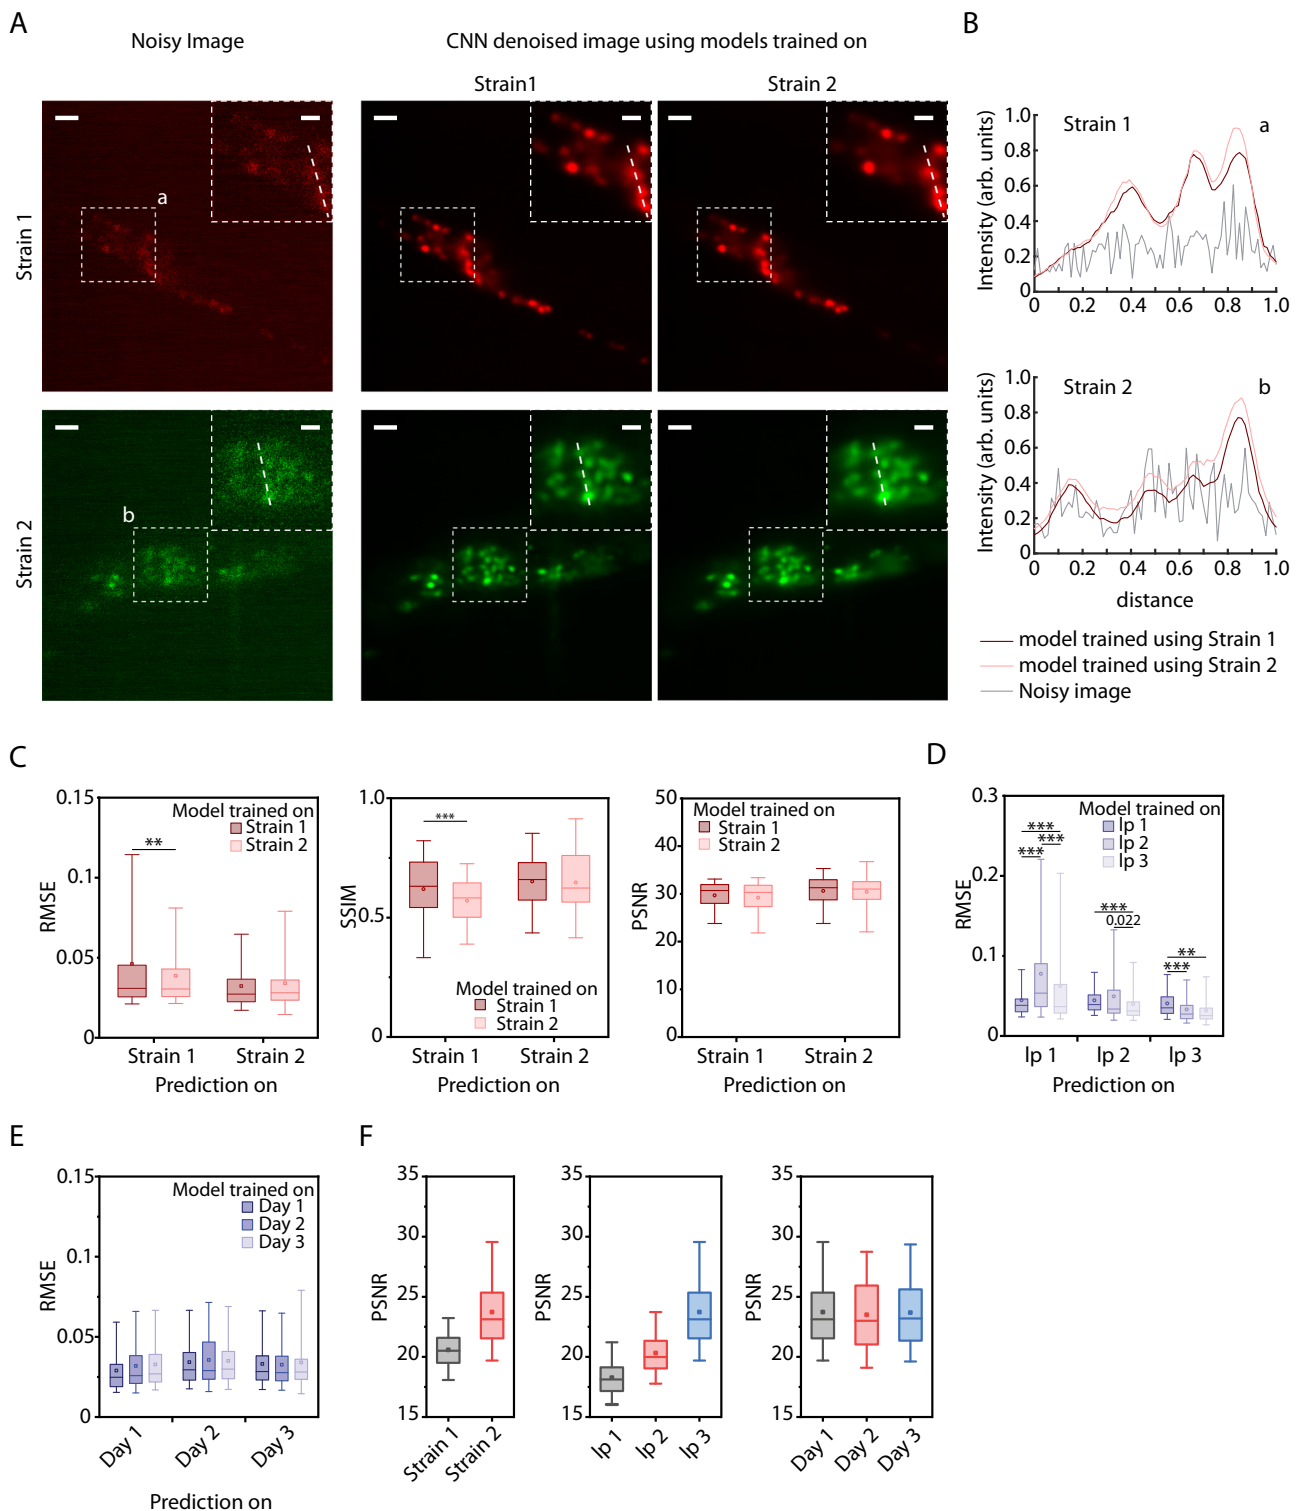 A
Noisy Image
CNN denoised image using models trained on
Strain1
Strain 2
Strain 1
a
Strain 2
b
B
Strain 1
a
Intensity (arb. units)
1.0
0.8
0.6
0.4
0.2
0
0 0.2 0.4 0.6 0.8 1.0
Strain 2
b
Intensity (arb. units)
1.0
0.8
0.6
0.4
0.2
0
0 0.2 0.4 0.6 0.8 1.0
distance
model trained using Strain 1
model trained using Strain 2
Noisy image
C
RMSE
0.15
0.1
0.05
0
Model trained on
Strain 1
Strain 2
**
Strain 1 Strain 2
Prediction on
SSIM
1.0
0.5
0
***
Model trained on
Strain 1
Strain 2
Strain 1 Strain 2
Prediction on
PSNR
50
40
30
20
10
0
Model trained on
Strain 1
Strain 2
Strain 1 Strain 2
Prediction on
D
RMSE
0.3
0.2
0.1
0
Model trained on
Ip 1
Ip 2
Ip 3
***
***
***
***
0.022
**
***
Ip 1 Ip 2 Ip 3
Prediction on
E
RMSE
0.15
0.1
0.05
0
Model trained on
Day 1
Day 2
Day 3
Day 1 Day 2 Day 3
Prediction on
F
PSNR
35
30
25
20
15
Strain 1 Strain 2
PSNR
35
30
25
20
15
Ip 1 Ip 2 Ip 3
PSNR
35
30
25
20
15
Day 1 Day 2 Day 3